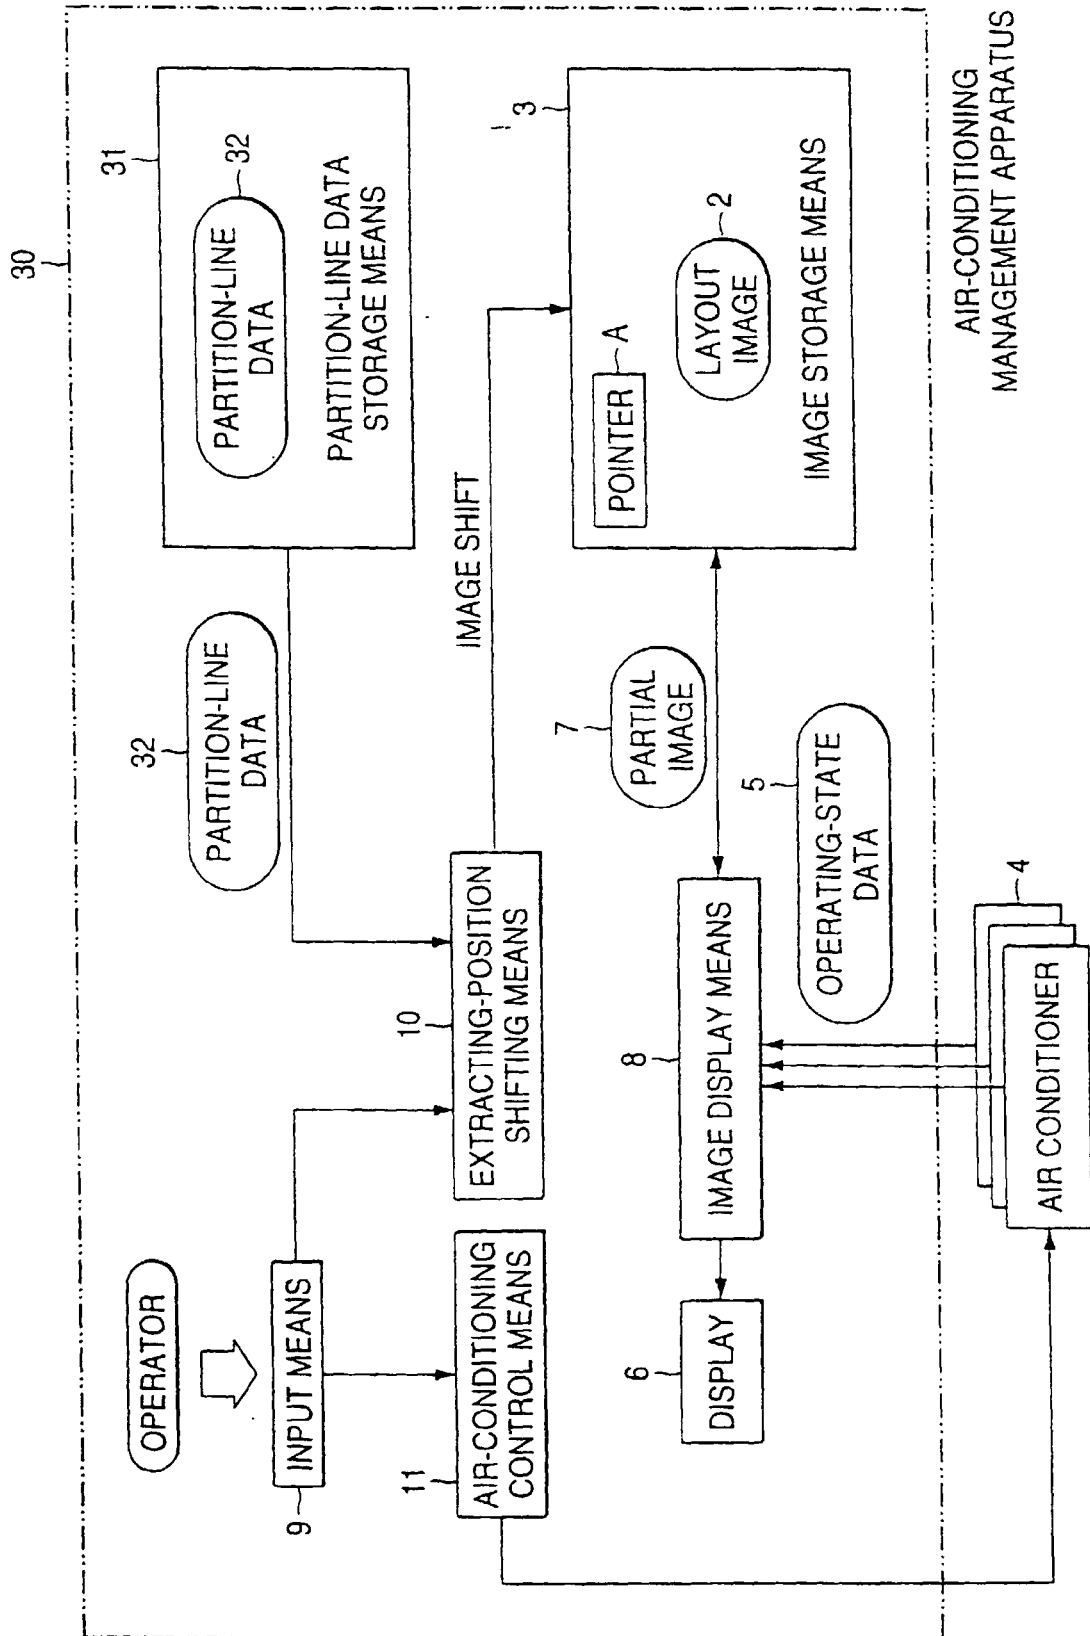 30
31
PARTITION-LINE
DATA
32
PARTITION-LINE DATA
STORAGE MEANS
32
PARTITION-LINE
DATA
OPERATOR
INPUT MEANS
9
10
EXTRACTING-POSITION
SHIFTING MEANS
IMAGE SHIFT
11
AIR-CONDITIONING
CONTROL MEANS
3
POINTER
A
LAYOUT
IMAGE
2
IMAGE STORAGE MEANS
7
PARTIAL
IMAGE
8
IMAGE DISPLAY MEANS
6
DISPLAY
5
OPERATING-STATE
DATA
4
AIR CONDITIONER
AIR-CONDITIONING
MANAGEMENT APPARATUS